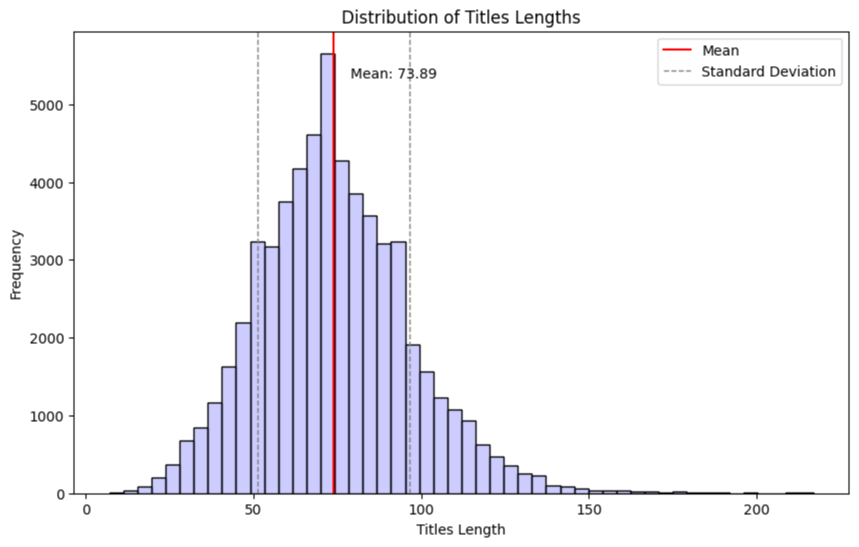 Distribution of Titles Lengths
Mean
Standard Deviation
Mean: 73.89
5000
4000
3000
2000
1000
0
Frequency
0 50 100 150 200
Titles Length